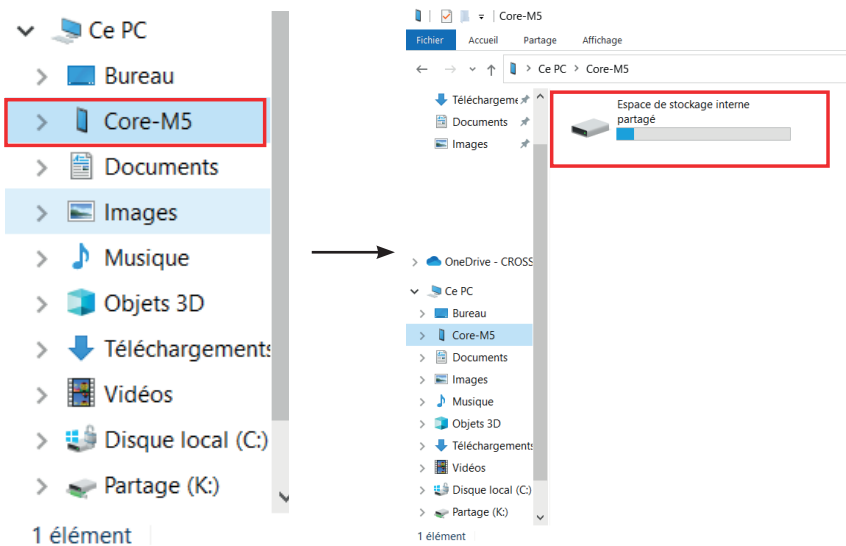 Ce PC
Bureau
Core-M5
Documents
Images
Musique
Objets 3D
Téléchargements
Vidéos
Disque local (C:)
Partage (K:)
1 élément
Core-M5
Fichier Accueil Partage Affichage
Ce PC > Core-M5
Téléchargeme
Documents
Images
OneDrive - CROSS
Ce PC
Bureau
Core-M5
Documents
Images
Musique
Objets 3D
Téléchargements
Vidéos
Disque local (C:)
Partage (K:)
1 élément
Espace de stockage interne
partagé